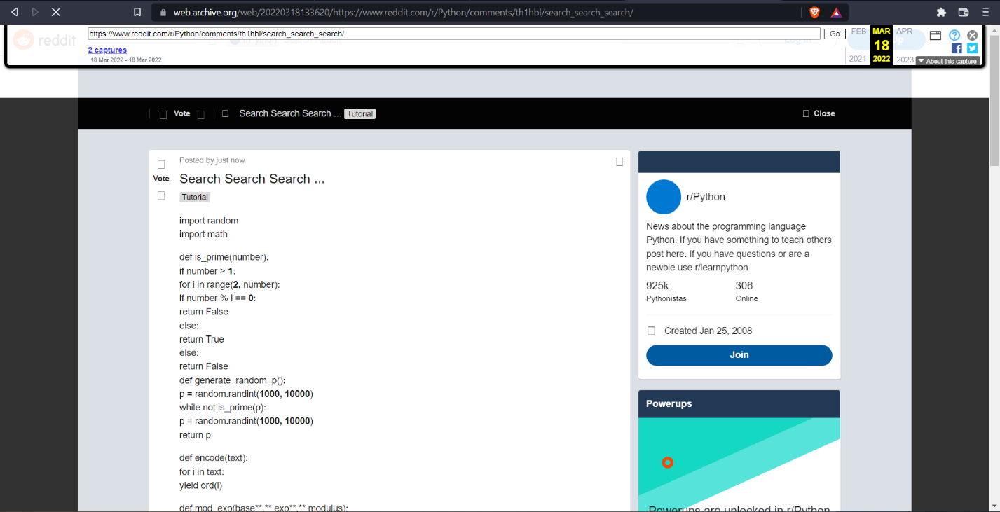 web.archive.org/web/20220318133620/https://www.reddit.com/r/Python/comments/th1hbl/search_search_search/
reddit
https://www.reddit.com/r/Python/comments/th1hbl/search_search_search/
Go
FEB MAR APR
18
2021 2022 2023
2 captures
18 Mar 2022 - 18 Mar 2022
▼ About this capture
Vote
Search Search Search ... Tutorial
Close
Posted by just now
Vote
Search Search Search ...
Tutorial
import random
import math
def is_prime(number):
if number > 1:
for i in range(2, number):
if number % i == 0:
return False
else:
return True
else:
return False
def generate_random_p():
p = random.randint(1000, 10000)
while not is_prime(p):
p = random.randint(1000, 10000)
return p
def encode(text):
for i in text:
yield ord(i)
def mod_exp(base**,** exp**,** modulus):
r/Python
News about the programming language
Python. If you have something to teach others
post here. If you have questions or are a
newbie use r/learnpython
925k 306
Pythonistas Online
Created Jan 25, 2008
Join
Powerups
Powerups are unlocked in r/Python